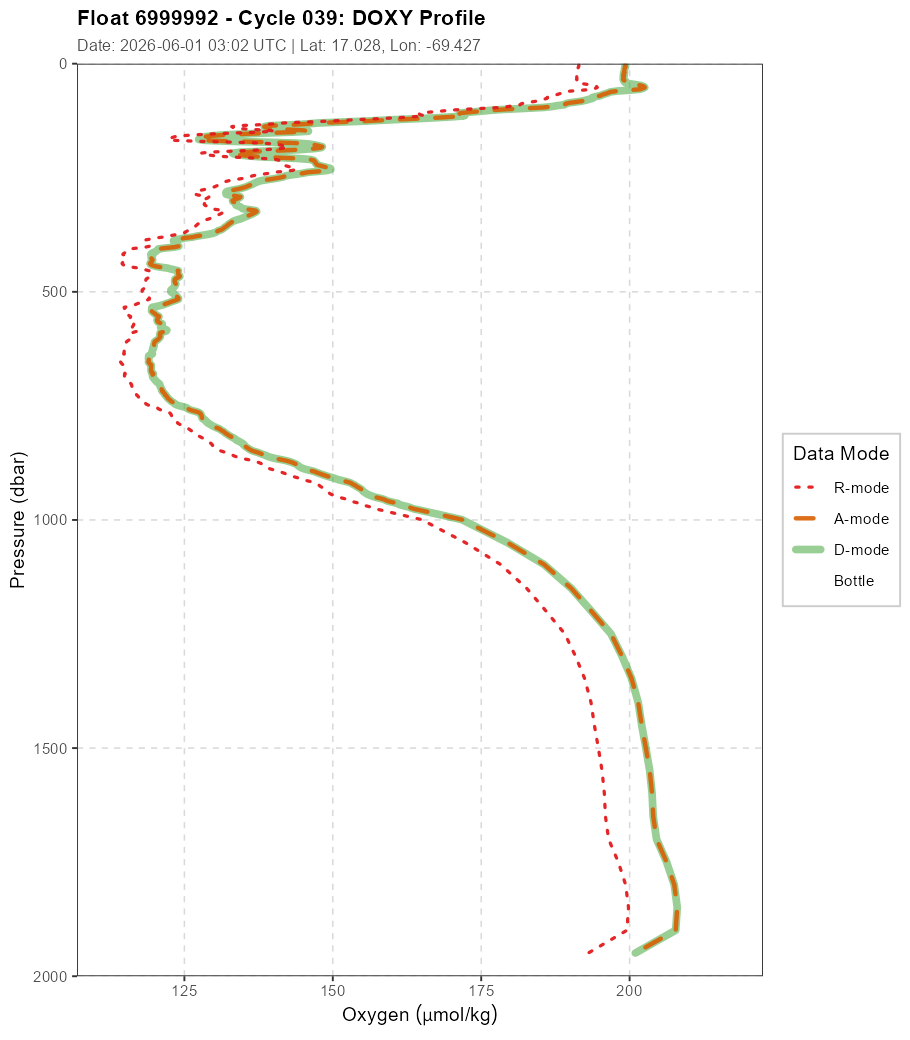 Float 6999992 - Cycle 039: DOXY Profile
Date: 2026-06-01 03:02 UTC | Lat: 17.028, Lon: -69.427
0
500
1000
1500
2000
Pressure (dbar)
125 150 175 200
Oxygen (μmol/kg)
Data Mode
R-mode
A-mode
D-mode
Bottle